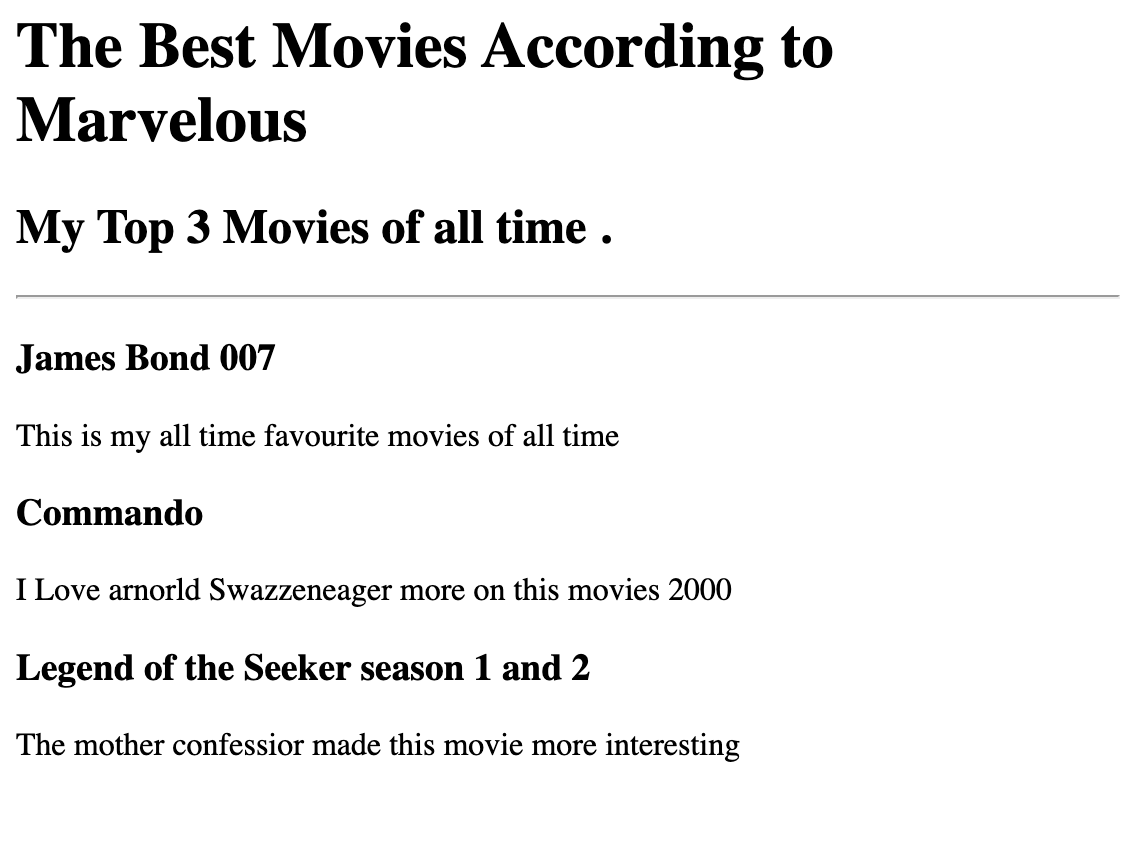 The Best Movies According to
Marvelous
My Top 3 Movies of all time .
James Bond 007
This is my all time favourite movies of all time
Commando
I Love arnorld Swazzeneager more on this movies 2000
Legend of the Seeker season 1 and 2
The mother confessior made this movie more interesting